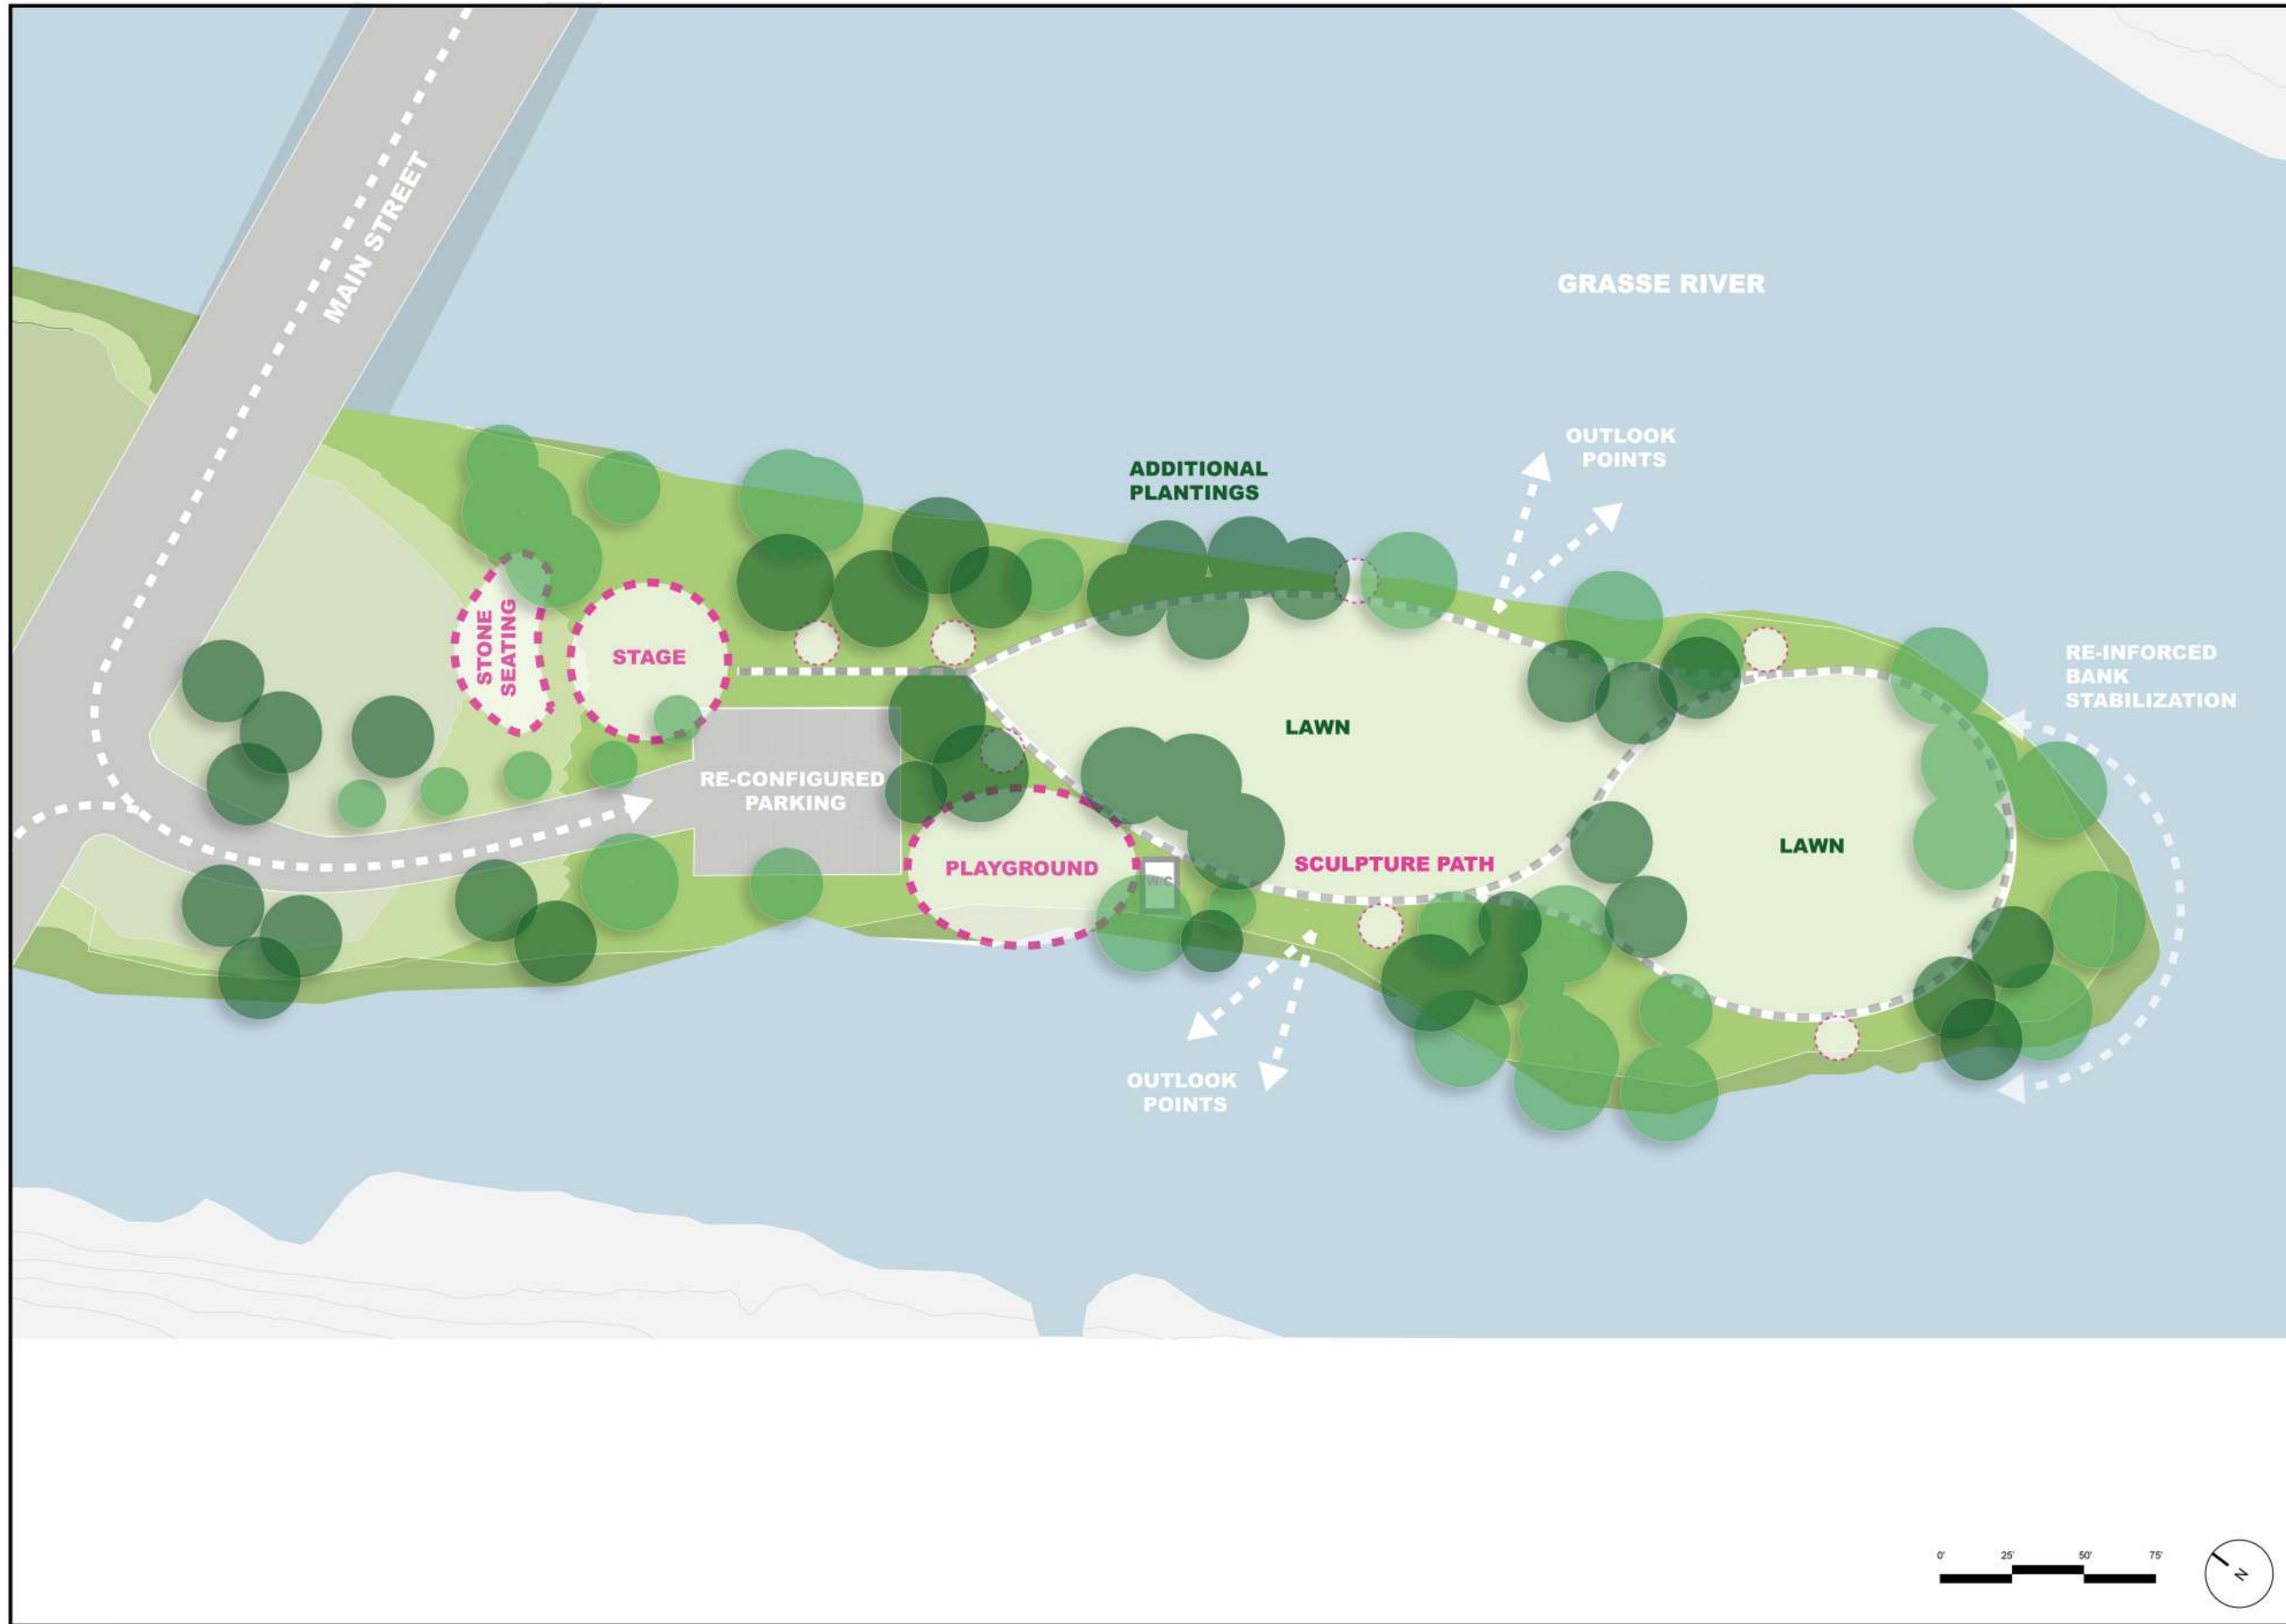 MAIN STREET
GRASSE RIVER
OUTLOOK
POINTS
ADDITIONAL
PLANTINGS
STONE
SEATING
STAGE
RE-INFORCED
BANK
STABILIZATION
LAWN
RE-CONFIGURED
PARKING
PLAYGROUND
W/C
SCULPTURE PATH
LAWN
OUTLOOK
POINTS
0' 25' 50' 75'
N